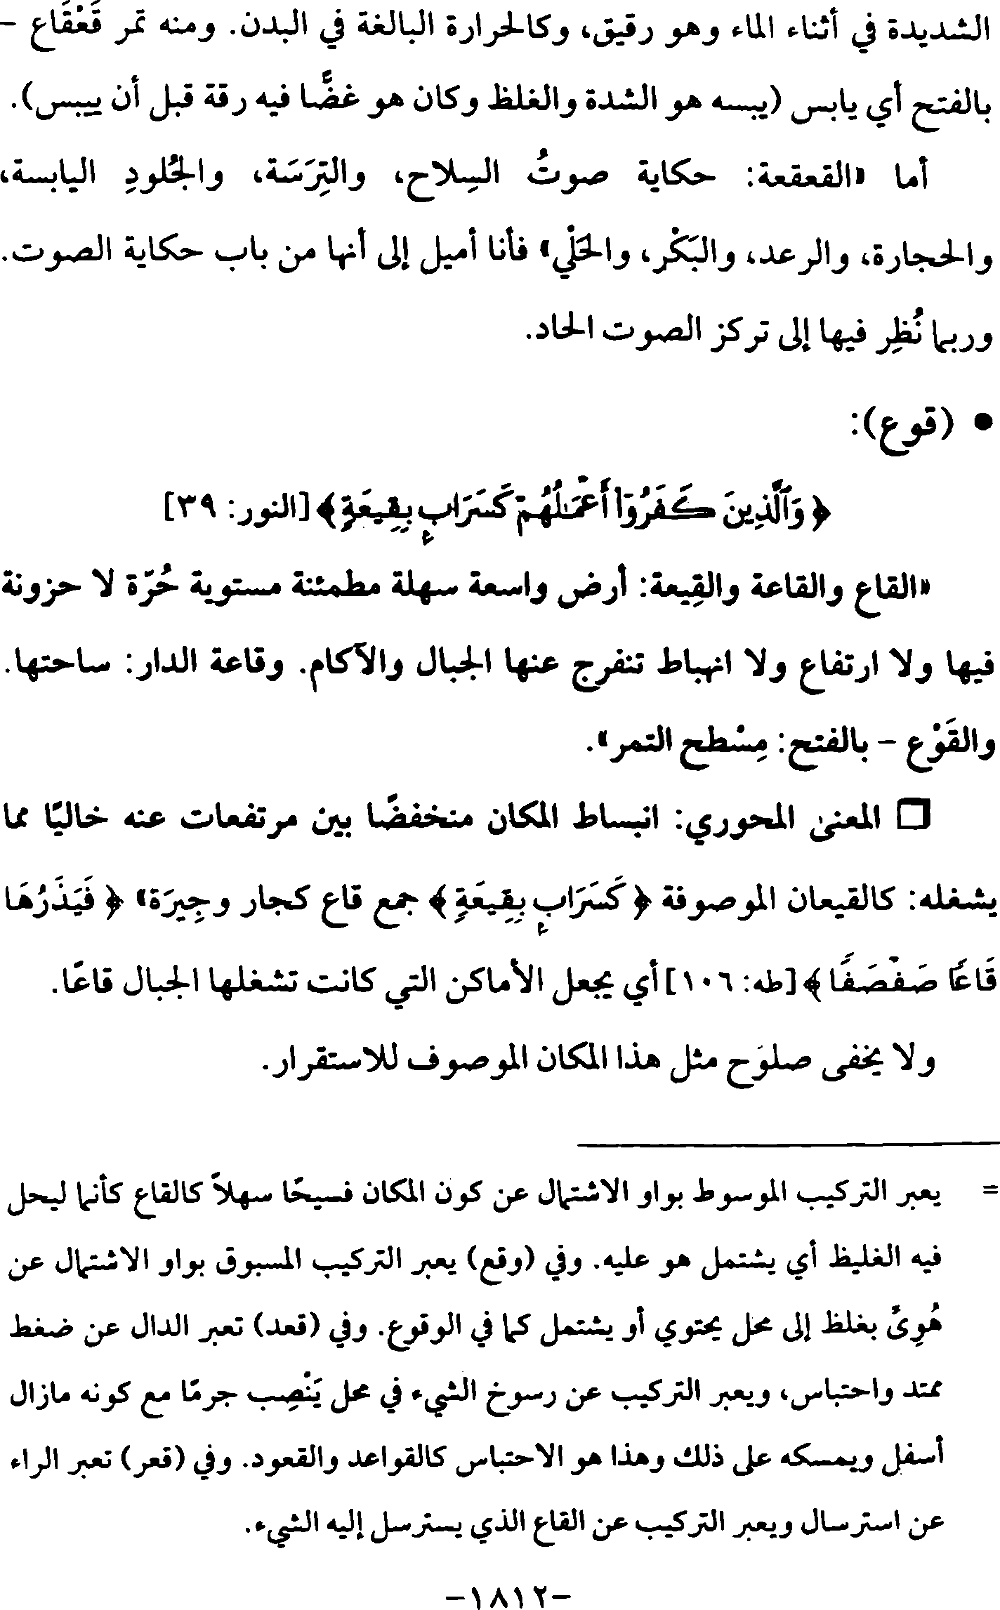 الشديدة في أثناء الماء وهو رقيق، وكالحرارة البالغة في البدن. ومنه تمر قَعْقَاع –
بالفتح أي يابس (يبسه هو الشدة والغلظ وكان هو غضًّا فيه رقة قبل أن ييبس).
أما «القعقعة: حكاية صوتُ السِلاح، والتِرَسَة، والجُلودِ اليابسة،
والحجارة، والرعد، والبَكْر، والحَلْي» فأنا أميل إلى أنها من باب حكاية الصوت.
وربما نُظِر فيها إلى تركز الصوت الحاد.
• (قوع):
﴿ وَٱلَّذِينَ كَفَرُوٓا۟ أَعْمَٰلُهُمْ كَسَرَابٍۭ بِقِيعَةٍ ﴾ [النور: ٣٩]
«القاع والقاعة والقِيعة: أرض واسعة سهلة مطمئنة مستوية حُرّة لا حزونة
فيها ولا ارتفاع ولا انهباط تنفرج عنها الجبال والآكام. وقاعة الدار: ساحتها.
والقَوْع – بالفتح: مِسْطح التمر».
❒ المعنى المحوري: انبساط المكان منخفضًا بين مرتفعات عنه خاليًا مما
يشغله: كالقيعان الموصوفة ﴿ كَسَرَابٍۭ بِقِيعَةٍ ﴾ جمع قاع كجار وجِيرَة» ﴿ فَيَذَرُهَا
قَاعًا صَفْصَفًا ﴾ [طه: ١٠٦] أي يجعل الأماكن التي كانت تشغلها الجبال قاعًا.
ولا يخفى صلوَح مثل هذا المكان الموصوف للاستقرار.
= يعبر التركيب الموسوط بواو الاشتمال عن كون المكان فسيحًا سهلاً كالقاع كأنما ليحل
فيه الغليظ أي يشتمل هو عليه. وفي (وقع) يعبر التركيب المسبوق بواو الاشتمال عن
هُوِيّ بغلظ إلى محل يحتوي أو يشتمل كما في الوقوع. وفي (قعد) تعبر الدال عن ضغط
ممتد واحتباس، ويعبر التركيب عن رسوخ الشيء في محل يَنْصِب جرمًا مع كونه مازال
أسفل ويمسكه على ذلك وهذا هو الاحتباس كالقواعد والقعود. وفي (قعر) تعبر الراء
عن استرسال ويعبر التركيب عن القاع الذي يسترسل إليه الشيء.
–١٨١٢–